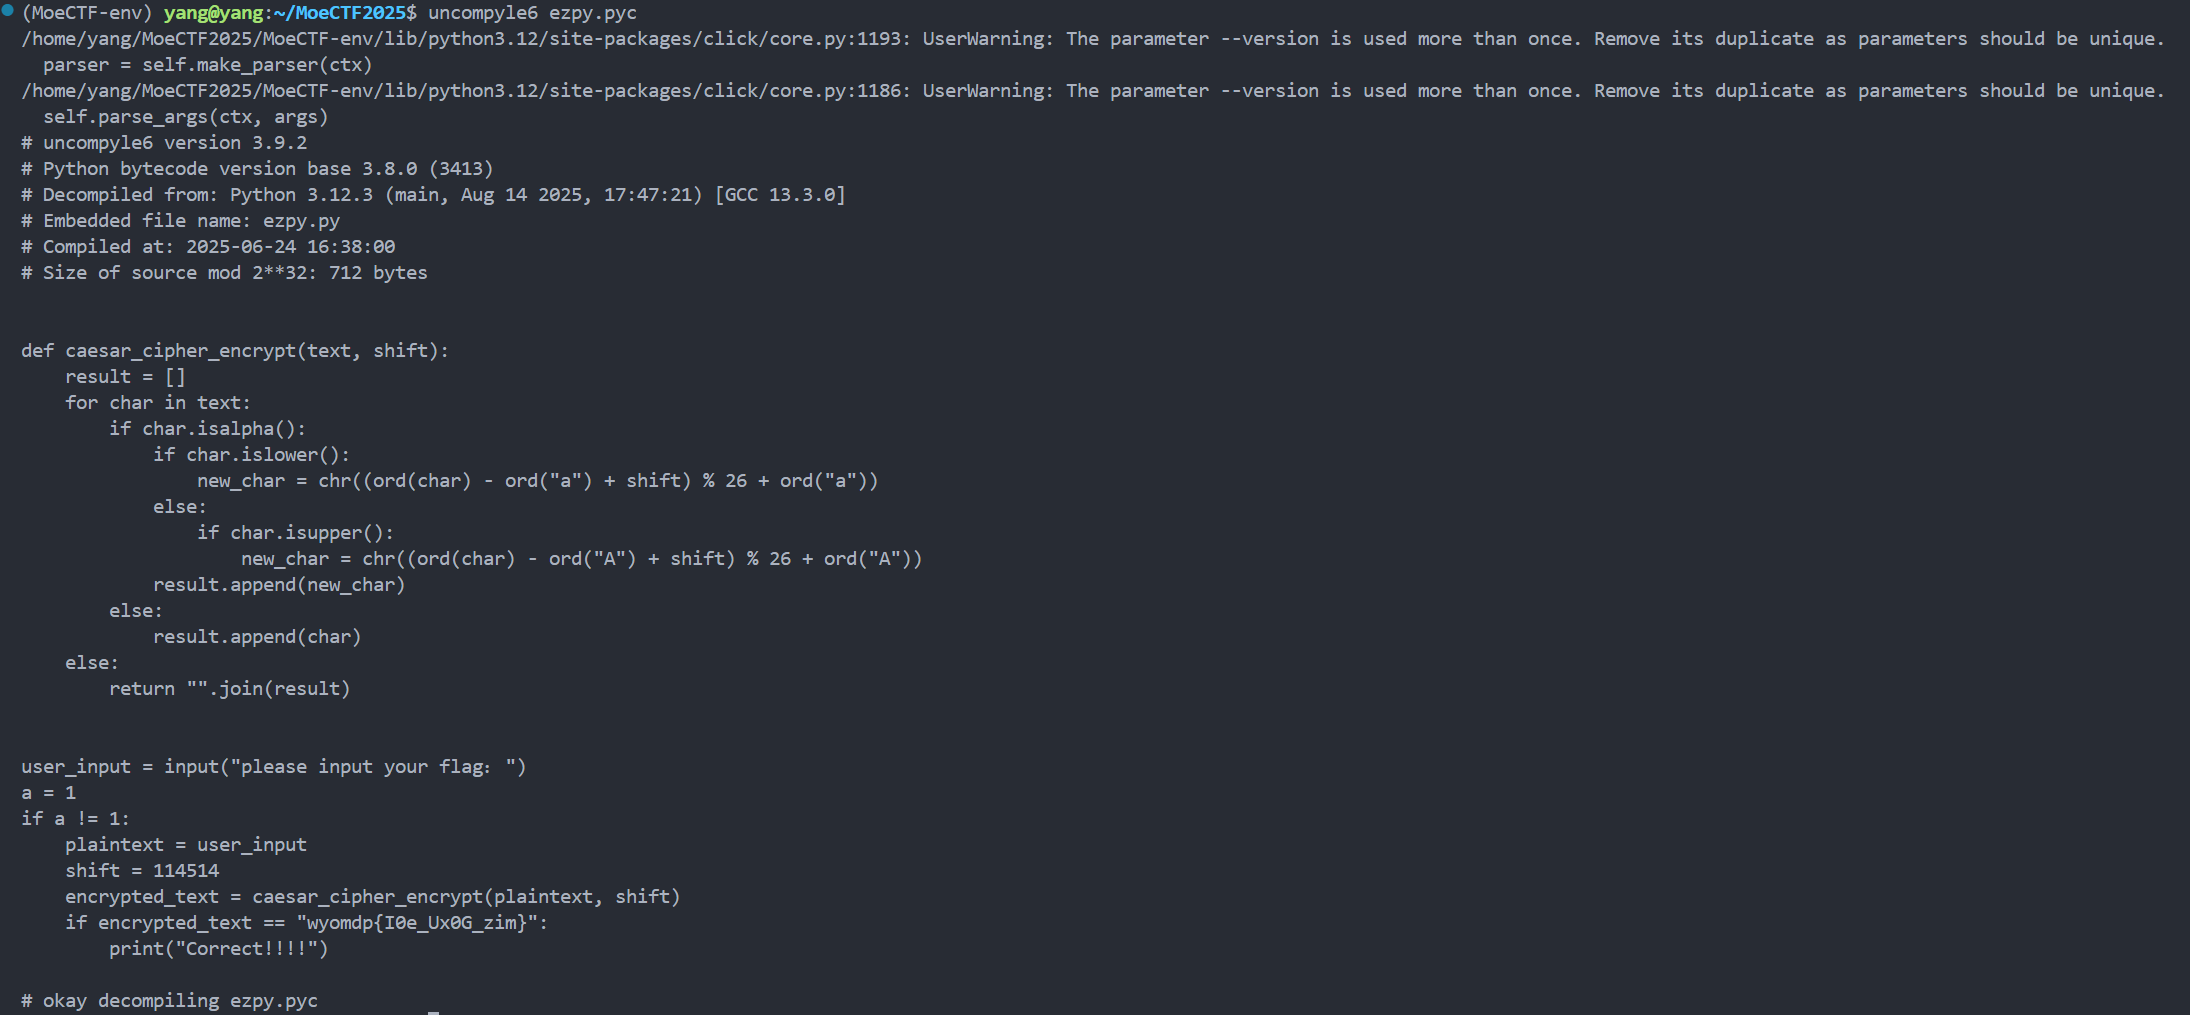 (MoeCTF-env) yang@yang:~/MoeCTF2025$ uncompyle6 ezpy.pyc
/home/yang/MoeCTF2025/MoeCTF-env/lib/python3.12/site-packages/click/core.py:1193: UserWarning: The parameter --version is used more than once. Remove its duplicate as parameters should be unique.
  parser = self.make_parser(ctx)
/home/yang/MoeCTF2025/MoeCTF-env/lib/python3.12/site-packages/click/core.py:1186: UserWarning: The parameter --version is used more than once. Remove its duplicate as parameters should be unique.
  self.parse_args(ctx, args)
# uncompyle6 version 3.9.2
# Python bytecode version base 3.8.0 (3413)
# Decompiled from: Python 3.12.3 (main, Aug 14 2025, 17:47:21) [GCC 13.3.0]
# Embedded file name: ezpy.py
# Compiled at: 2025-06-24 16:38:00
# Size of source mod 2**32: 712 bytes
def caesar_cipher_encrypt(text, shift):
    result = []
    for char in text:
        if char.isalpha():
            if char.islower():
                new_char = chr((ord(char) - ord("a") + shift) % 26 + ord("a"))
            else:
                if char.isupper():
                    new_char = chr((ord(char) - ord("A") + shift) % 26 + ord("A"))
            result.append(new_char)
        else:
            result.append(char)
    else:
        return "".join(result)
user_input = input("please input your flag：")
a = 1
if a != 1:
    plaintext = user_input
    shift = 114514
    encrypted_text = caesar_cipher_encrypt(plaintext, shift)
    if encrypted_text == "wyomdp{I0e_Ux0G_zim}":
        print("Correct!!!!")
# okay decompiling ezpy.pyc